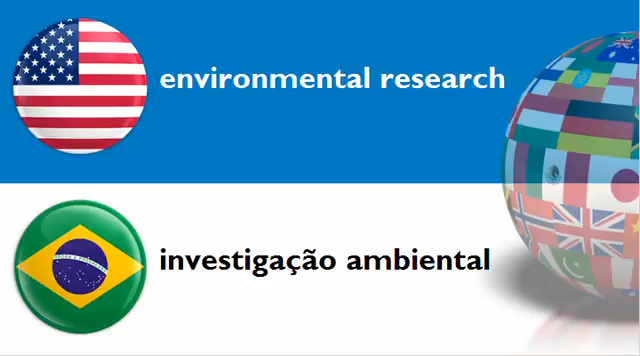 environmental research
investigação ambiental